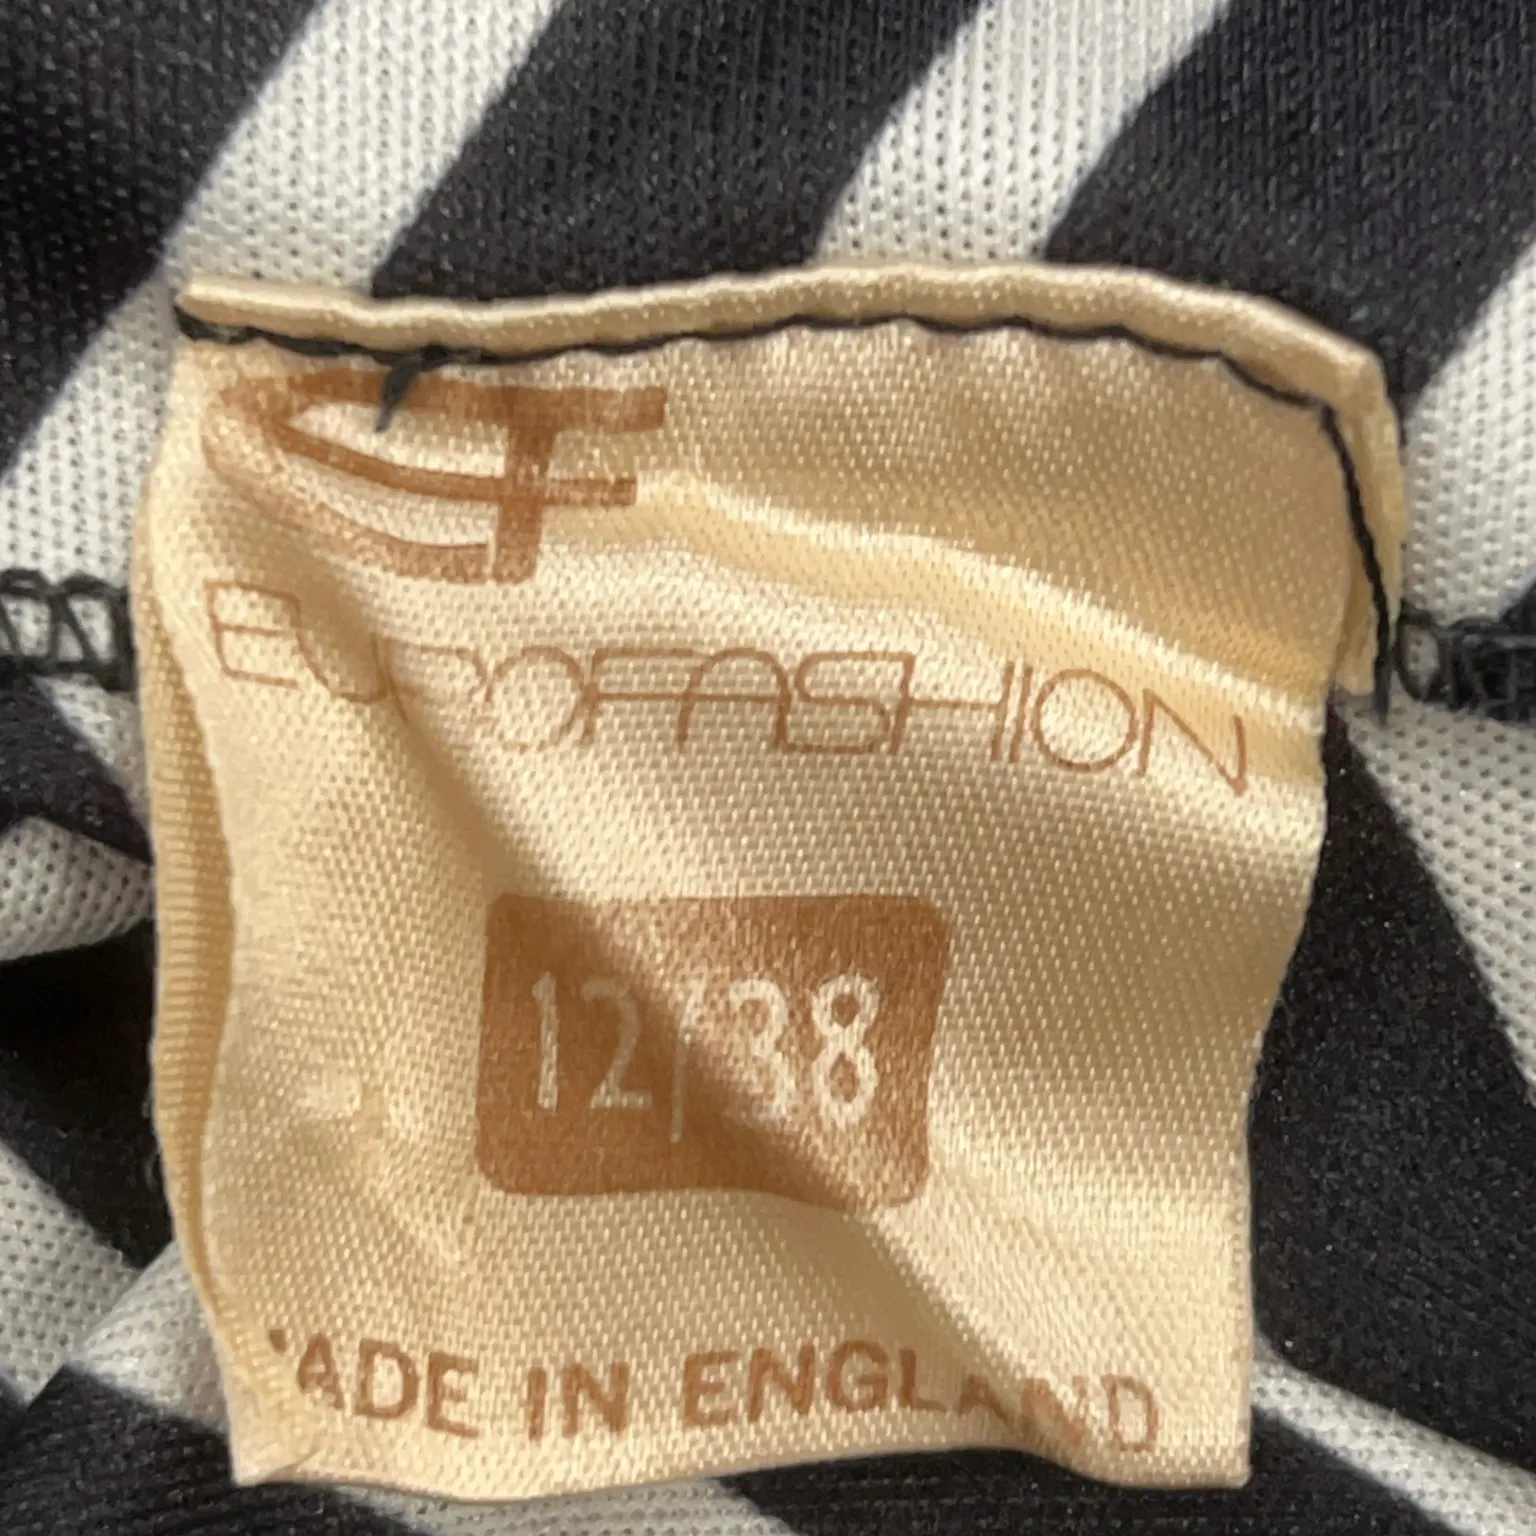 EUROFASHION
12/38
MADE IN ENGLAND